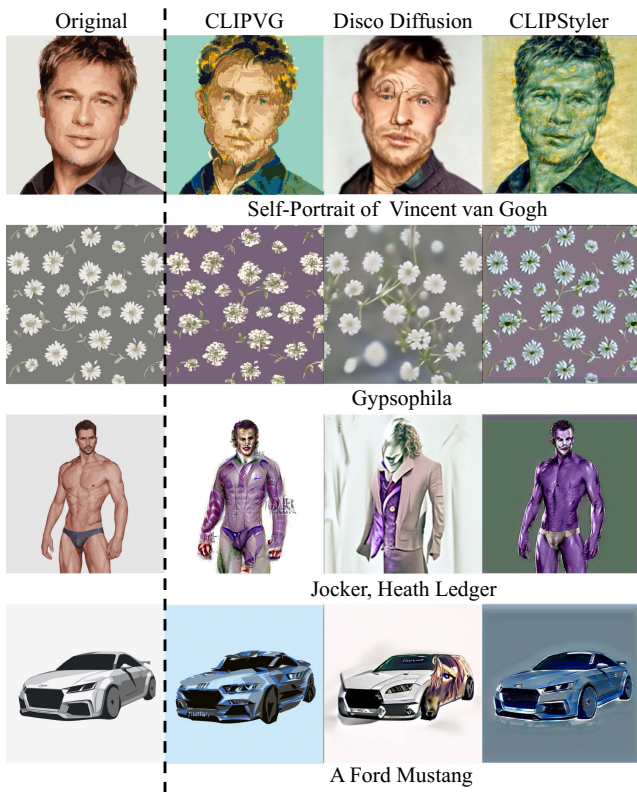 Original
CLIPVG
Disco Diffusion
CLIPStyler
Self-Portrait of Vincent van Gogh
Gypsophila
Jocker, Heath Ledger
A Ford Mustang